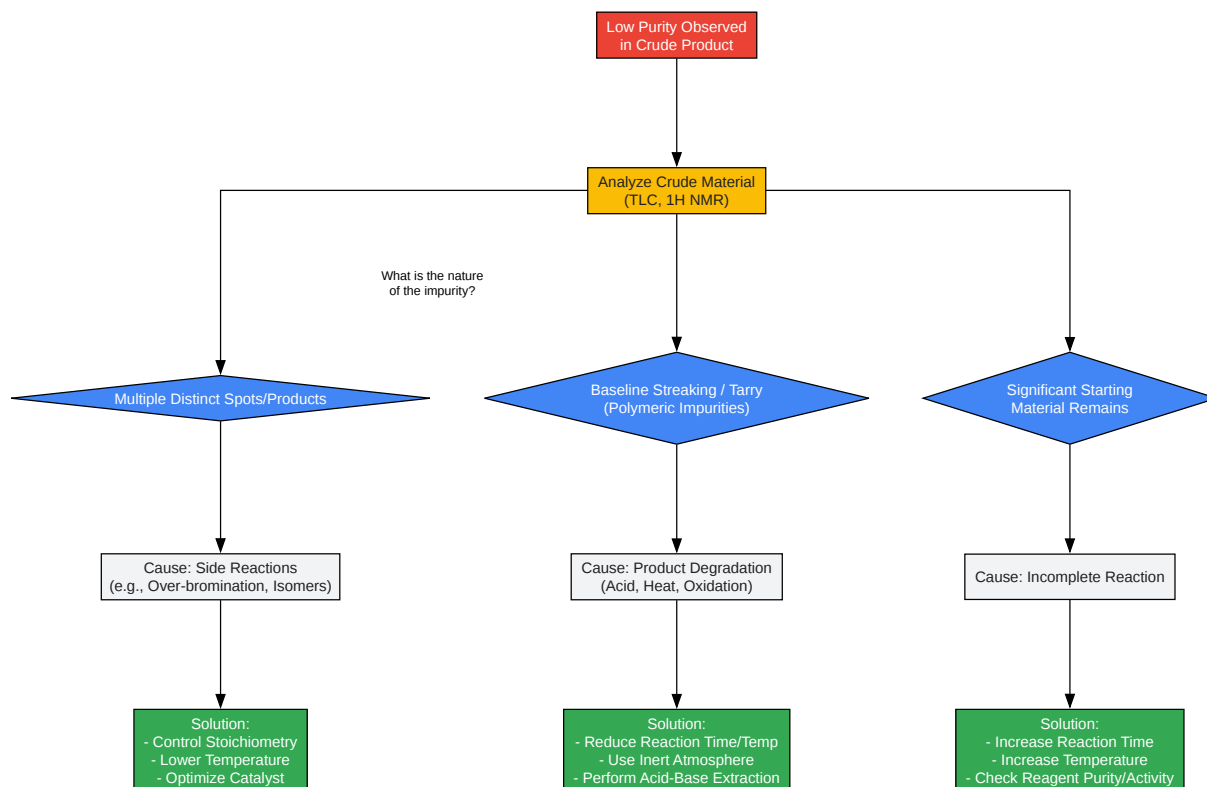 Low Purity Observed
in Crude Product
Analyze Crude Material
(TLC, 1H NMR)
What is the nature
of the impurity?
Multiple Distinct Spots/Products
Baseline Streaking / Tarry
(Polymeric Impurities)
Significant Starting
Material Remains
Cause: Side Reactions
(e.g., Over-bromination, Isomers)
Cause: Product Degradation
(Acid, Heat, Oxidation)
Cause: Incomplete Reaction
Solution:
- Control Stoichiometry
- Lower Temperature
- Optimize Catalyst
Solution:
- Reduce Reaction Time/Temp
- Use Inert Atmosphere
- Perform Acid-Base Extraction
Solution:
- Increase Reaction Time
- Increase Temperature
- Check Reagent Purity/Activity